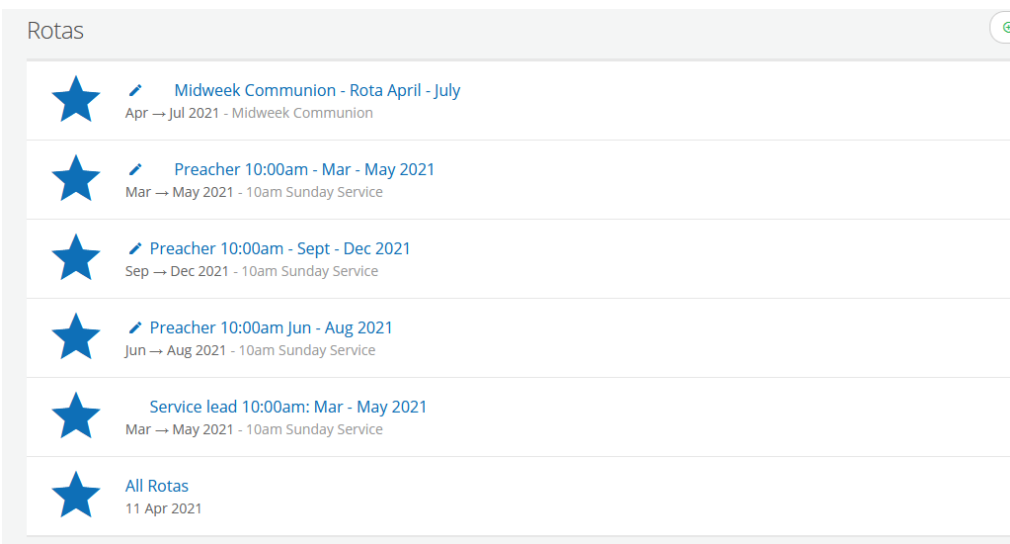 Rotas
Midweek Communion - Rota April - July
Apr → Jul 2021 - Midweek Communion
Preacher 10:00am - Mar - May 2021
Mar → May 2021 - 10am Sunday Service
Preacher 10:00am - Sept - Dec 2021
Sep → Dec 2021 - 10am Sunday Service
Preacher 10:00am Jun - Aug 2021
Jun → Aug 2021 - 10am Sunday Service
Service lead 10:00am: Mar - May 2021
Mar → May 2021 - 10am Sunday Service
All Rotas
11 Apr 2021